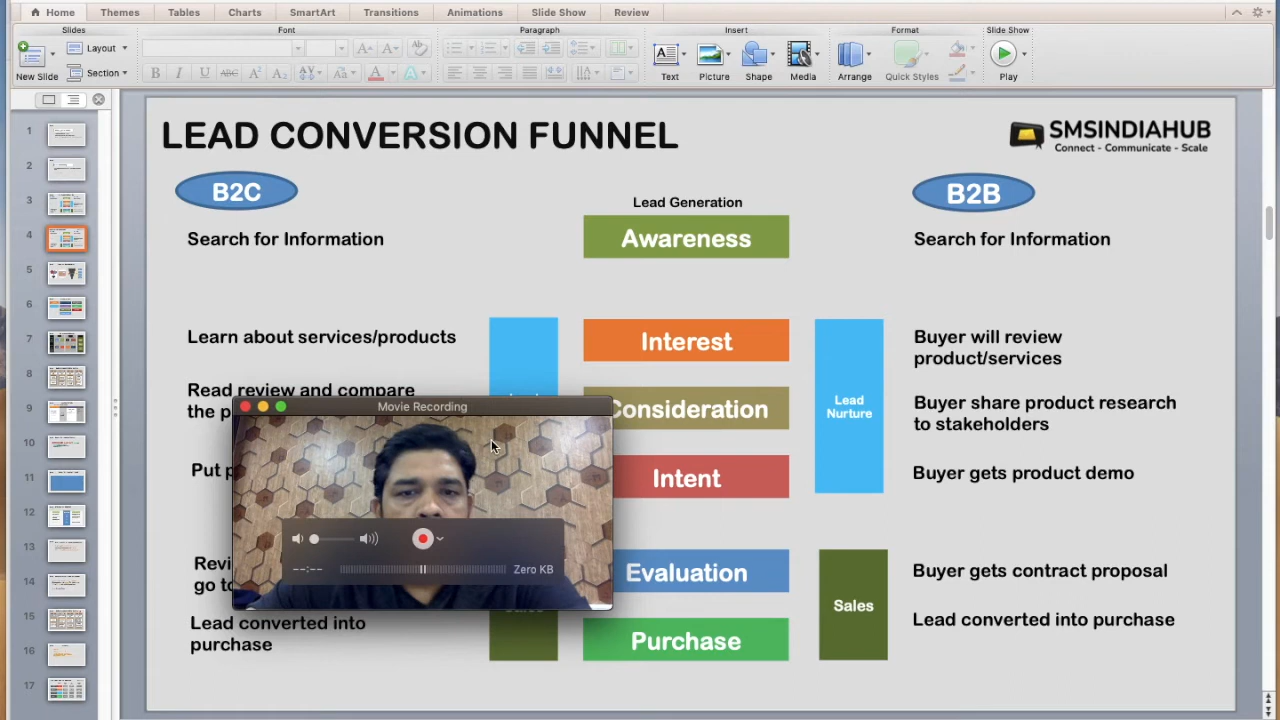 Home Themes Tables Charts SmartArt Transitions Animations Slide Show Review
Slides Font Paragraph Insert Format Slide Show
Layout
Section
New Slide
B I U ABC A² A₂ AV Aa A A
Text Picture Shape Media Arrange Quick Styles Play
1
2
3
4
5
6
7
8
9
10
11
12
13
14
15
16
17
LEAD CONVERSION FUNNEL
SMSINDIAHUB
Connect - Communicate - Scale
B2C
B2B
Lead Generation
Search for Information
Awareness
Search for Information
Learn about services/products
Interest
Buyer will review
product/services
Read review and compare
the
Consideration
Lead
Nurture
Buyer share product research
to stakeholders
Put
Intent
Buyer gets product demo
Movie Recording
--:--
Zero KB
go to
Evaluation
Buyer gets contract proposal
Sales
Lead converted into
purchase
Purchase
Lead converted into purchase